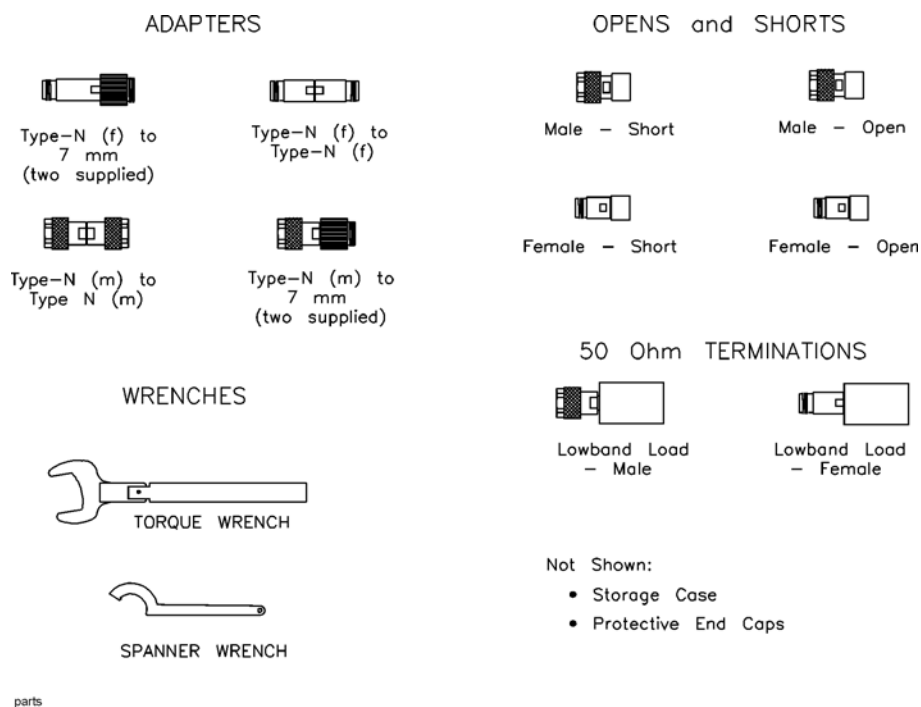 ADAPTERS
Type-N (f) to
7 mm
(two supplied)
Type-N (f) to
Type-N (f)
Type-N (m) to
Type N (m)
Type-N (m) to
7 mm
(two supplied)
WRENCHES
TORQUE WRENCH
SPANNER WRENCH
OPENS and SHORTS
Male - Short
Male - Open
Female - Short
Female - Open
50 Ohm TERMINATIONS
Lowband Load
- Male
Lowband Load
- Female
Not Shown:
• Storage Case
• Protective End Caps
parts